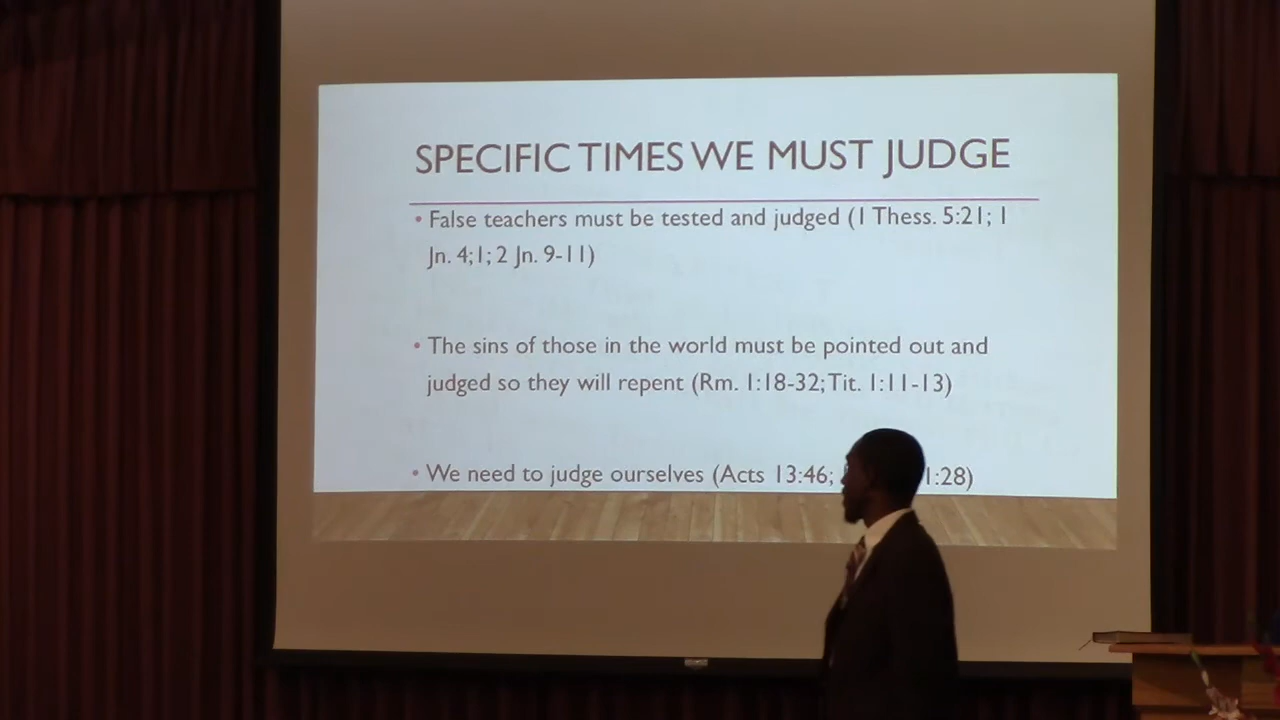 SPECIFIC TIMES WE MUST JUDGE
• False teachers must be tested and judged (1 Thess. 5:21; 1
Jn. 4;1; 2 Jn. 9-11)
• The sins of those in the world must be pointed out and
judged so they will repent (Rm. 1:18-32; Tit. 1:11-13)
• We need to judge ourselves (Acts 13:46; 1:28)